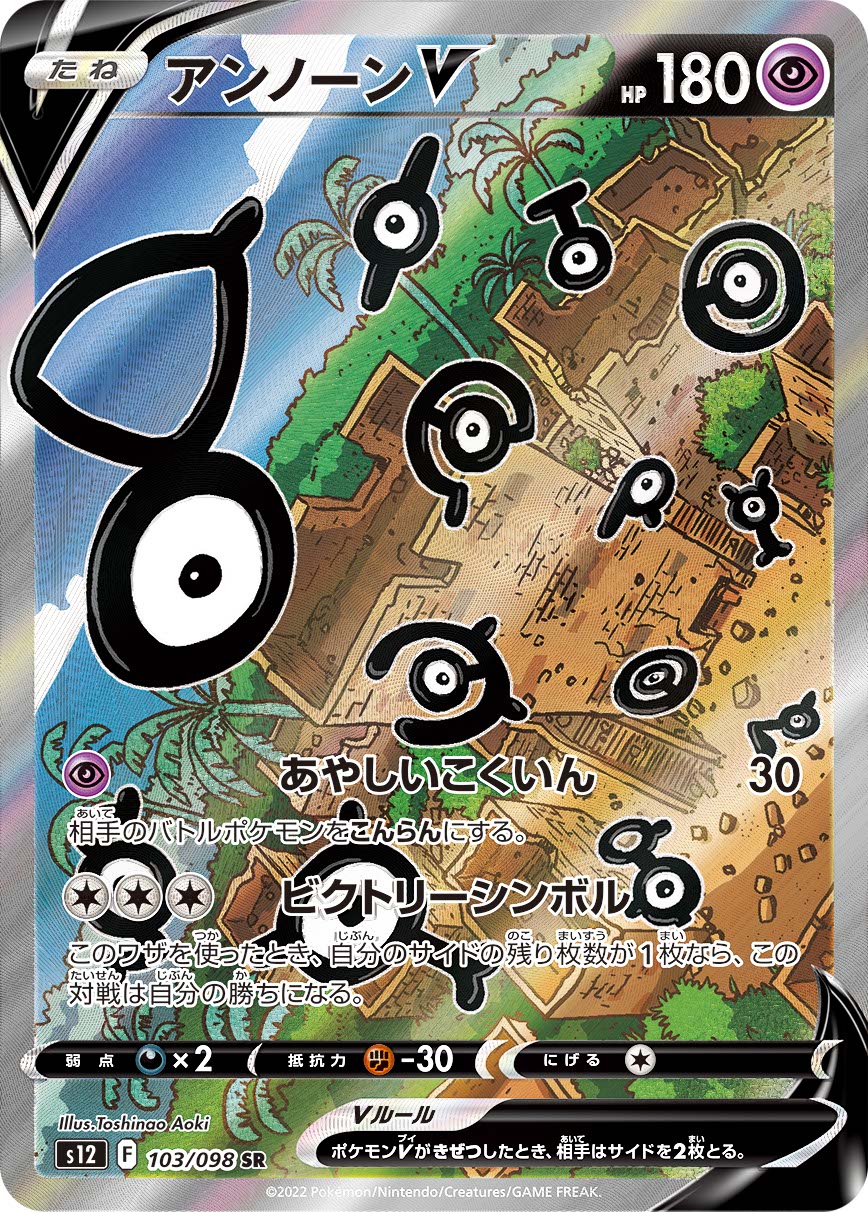 たね アンノーンV HP 180
あやしいこくいん 30
相手のバトルポケモンをこんらんにする。
ビクトリーシンボル
このワザを使ったとき、自分のサイドの残り枚数が1枚なら、この
対戦は自分の勝ちになる。
弱点 ×2 抵抗力 -30 にげる
Illus.Toshinao Aoki
Vルール
ポケモンVがきぜつしたとき、相手はサイドを2枚とる。
s12 F 103/098 SR
©2022 Pokémon/Nintendo/Creatures/GAME FREAK.